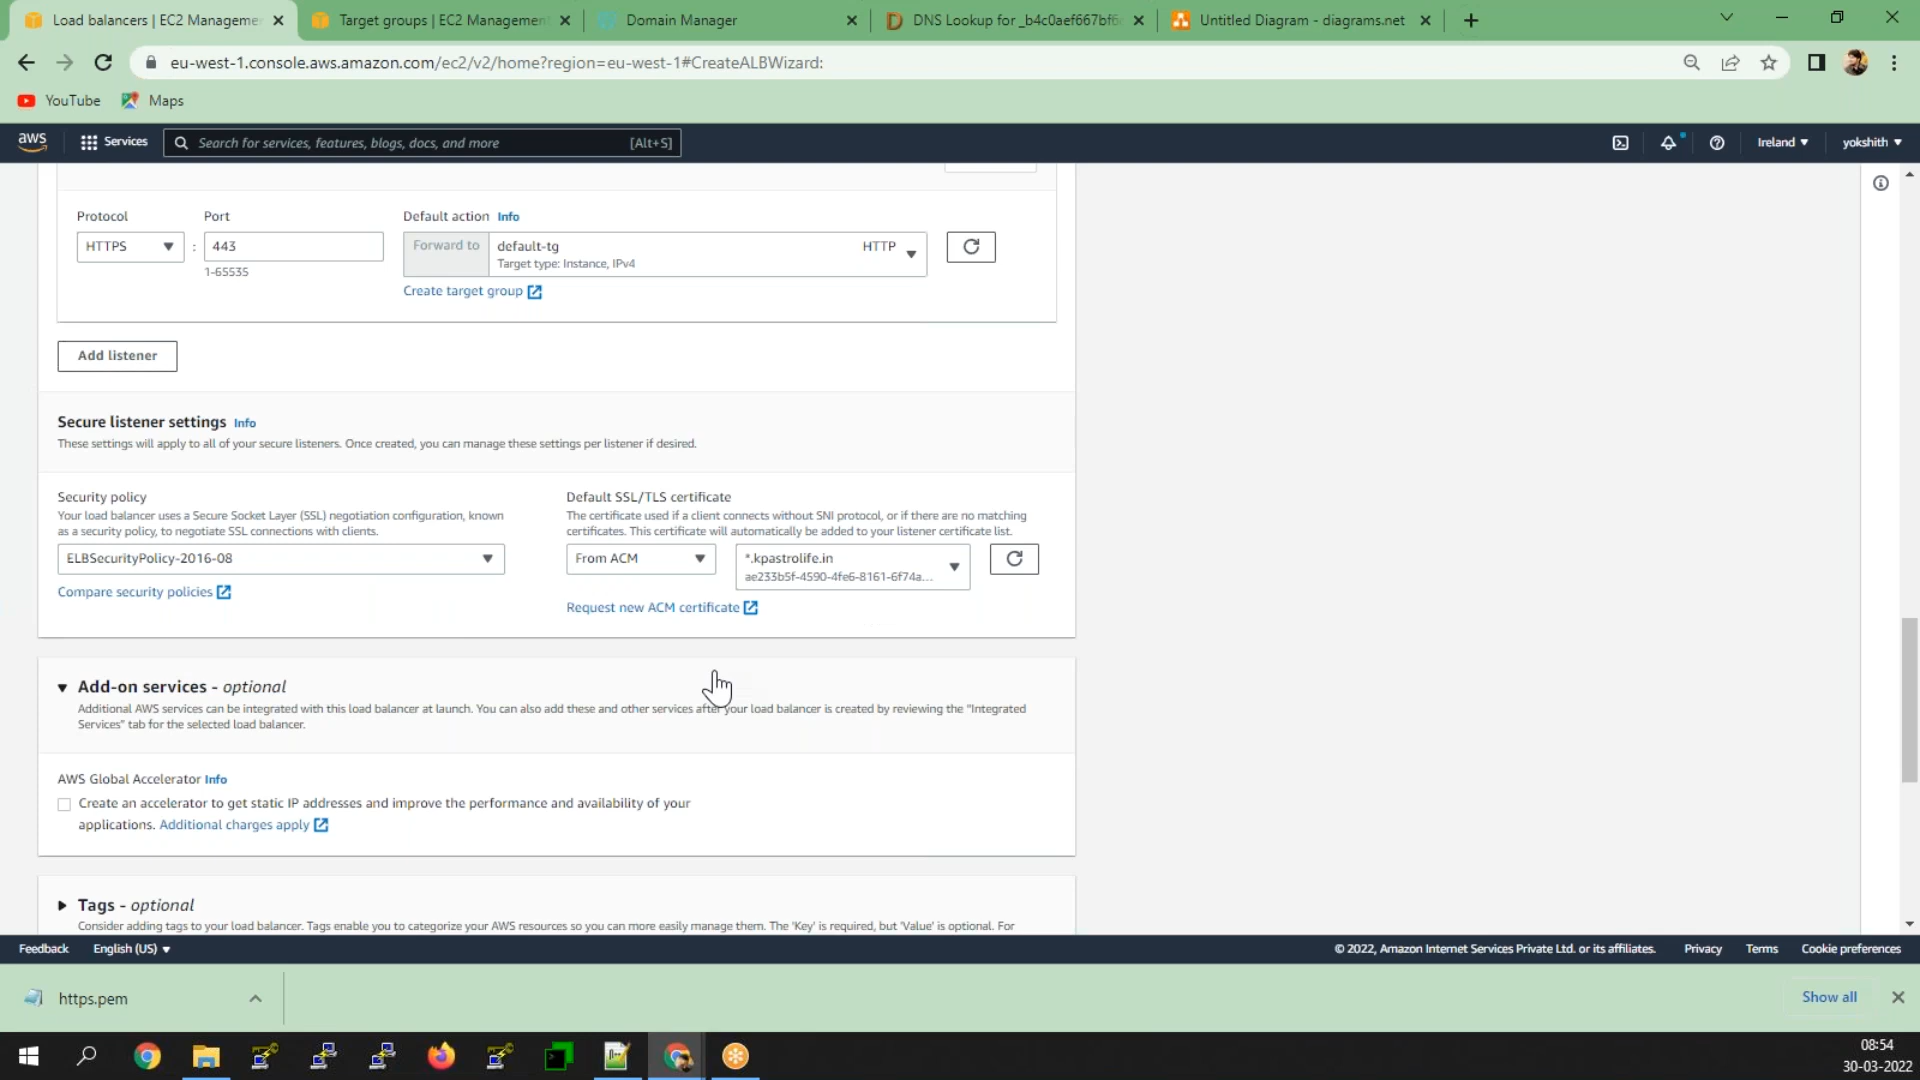 Load balancers | EC2 Manageme
Target groups | EC2 Management
Domain Manager
DNS Lookup for _b4c0aef667bf6
Untitled Diagram - diagrams.net
eu-west-1.console.aws.amazon.com/ec2/v2/home?region=eu-west-1#CreateALBWizard:
YouTube
Maps
aws
Services
Search for services, features, blogs, docs, and more
[Alt+S]
Ireland
yokshith
Protocol
Port
Default action Info
HTTPS
:
443
Forward to
default-tg
HTTP
Target type: Instance, IPv4
1-65535
Create target group
Add listener
Secure listener settings Info
These settings will apply to all of your secure listeners. Once created, you can manage these settings per listener if desired.
Security policy
Your load balancer uses a Secure Socket Layer (SSL) negotiation configuration, known
as a security policy, to negotiate SSL connections with clients.
ELBSecurityPolicy-2016-08
Compare security policies
Default SSL/TLS certificate
The certificate used if a client connects without SNI protocol, or if there are no matching
certificates. This certificate will automatically be added to your listener certificate list.
From ACM
*.kpastrolife.in
ae233b5f-4590-4fe6-8161-6f74a...
Request new ACM certificate
Add-on services - optional
Additional AWS services can be integrated with this load balancer at launch. You can also add these and other services after your load balancer is created by reviewing the "Integrated
Services" tab for the selected load balancer.
AWS Global Accelerator Info
Create an accelerator to get static IP addresses and improve the performance and availability of your
applications. Additional charges apply
Tags - optional
Consider adding tags to your load balancer. Tags enable you to categorize your AWS resources so you can more easily manage them. The 'Key' is required, but 'Value' is optional. For
Feedback
English (US)
© 2022, Amazon Internet Services Private Ltd. or its affiliates.
Privacy
Terms
Cookie preferences
https.pem
Show all
08:54
30-03-2022